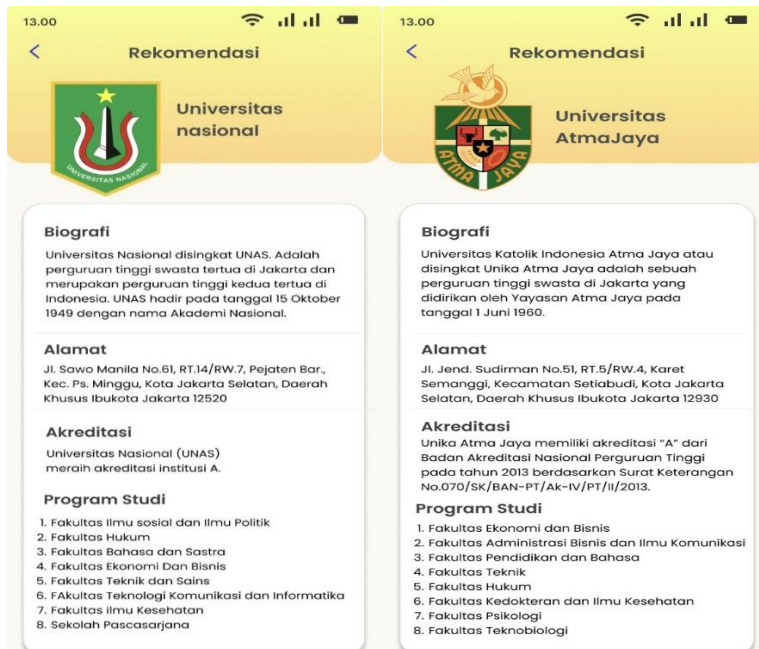 13.00
Rekomendasi
Universitas
nasional
UNIVERSITAS NASIONAL
Biografi
Universitas Nasional disingkat UNAS. Adalah
perguruan tinggi swasta tertua di Jakarta dan
merupakan perguruan tinggi kedua tertua di
Indonesia. UNAS hadir pada tanggal 15 Oktober
1949 dengan nama Akademi Nasional.
Alamat
Jl. Sawo Manila No.61, RT.14/RW.7, Pejaten Bar.,
Kec. Ps. Minggu, Kota Jakarta Selatan, Daerah
Khusus Ibukota Jakarta 12520
Akreditasi
Universitas Nasional (UNAS)
meraih akreditasi institusi A.
Program Studi
1. Fakultas Ilmu sosial dan Ilmu Politik
2. Fakultas Hukum
3. Fakultas Bahasa dan Sastra
4. Fakultas Ekonomi Dan Bisnis
5. Fakultas Teknik dan Sains
6. FAkultas Teknologi Komunikasi dan Informatika
7. Fakultas ilmu Kesehatan
8. Sekolah Pascasarjana
13.00
Rekomendasi
Universitas
AtmaJaya
ATMA JAYA
Biografi
Universitas Katolik Indonesia Atma Jaya atau
disingkat Unika Atma Jaya adalah sebuah
perguruan tinggi swasta di Jakarta yang
didirikan oleh Yayasan Atma Jaya pada
tanggal 1 Juni 1960.
Alamat
Jl. Jend. Sudirman No.51, RT.5/RW.4, Karet
Semanggi, Kecamatan Setiabudi, Kota Jakarta
Selatan, Daerah Khusus Ibukota Jakarta 12930
Akreditasi
Unika Atma Jaya memiliki akreditasi “A” dari
Badan Akreditasi Nasional Perguruan Tinggi
pada tahun 2013 berdasarkan Surat Keterangan
No.070/SK/BAN-PT/Ak-IV/PT/II/2013.
Program Studi
1. Fakultas Ekonomi dan Bisnis
2. Fakultas Administrasi Bisnis dan Ilmu Komunikasi
3. Fakultas Pendidikan dan Bahasa
4. Fakultas Teknik
5. Fakultas Hukum
6. Fakultas Kedokteran dan Ilmu Kesehatan
7. Fakultas Psikologi
8. Fakultas Teknobiologi